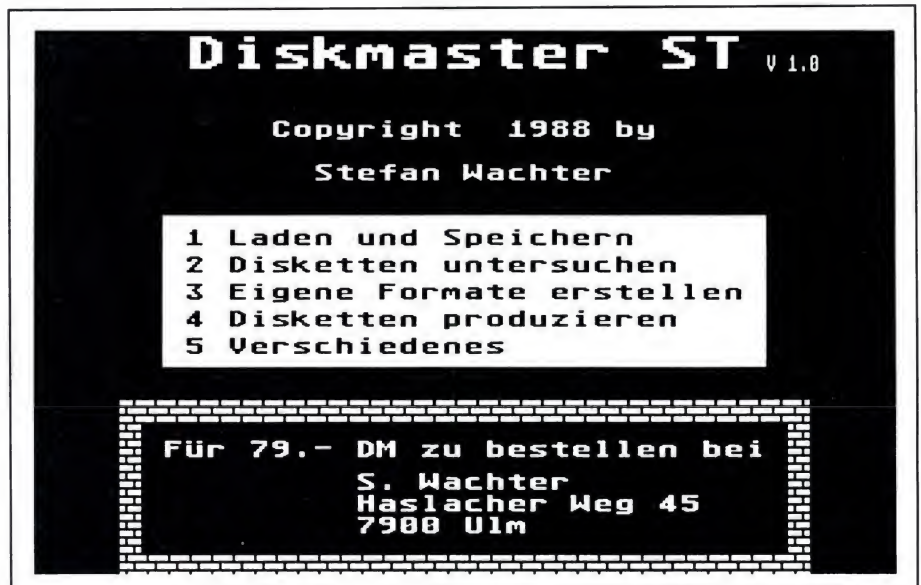 Diskmaster ST V 1.0
Copyright 1988 by
Stefan Wachter
1 Laden und Speichern
2 Disketten untersuchen
3 Eigene Formate erstellen
4 Disketten produzieren
5 Verschiedenes
Für 79.- DM zu bestellen bei
S. Wachter
Haslacher Weg 45
7900 Ulm